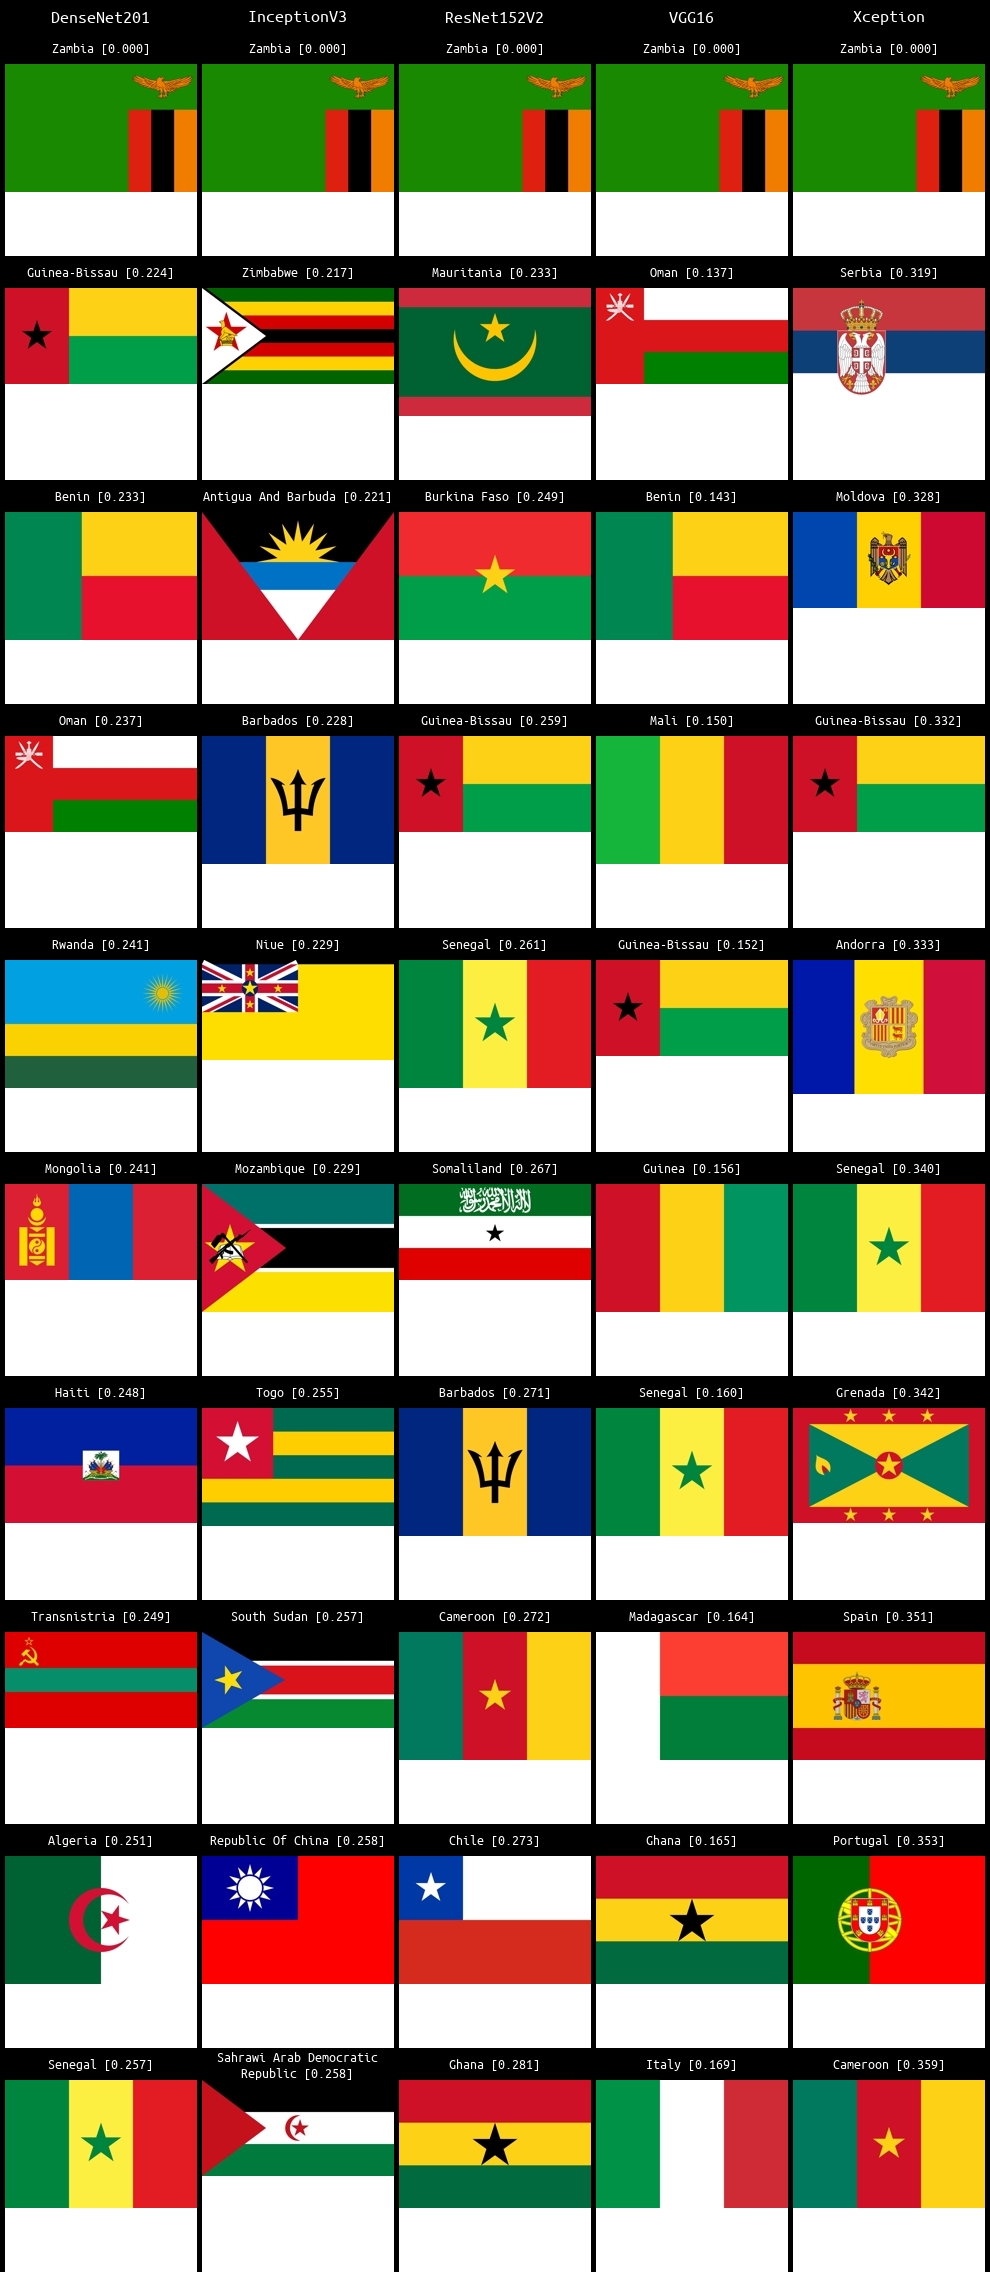 DenseNet201 InceptionV3 ResNet152V2 VGG16 Xception
Zambia [0.000] Zambia [0.000] Zambia [0.000] Zambia [0.000] Zambia [0.000]
Guinea-Bissau [0.224] Zimbabwe [0.217] Mauritania [0.233] Oman [0.137] Serbia [0.319]
Benin [0.233] Antigua And Barbuda [0.221] Burkina Faso [0.249] Benin [0.143] Moldova [0.328]
Oman [0.237] Barbados [0.228] Guinea-Bissau [0.259] Mali [0.150] Guinea-Bissau [0.332]
Rwanda [0.241] Niue [0.229] Senegal [0.261] Guinea-Bissau [0.152] Andorra [0.333]
Mongolia [0.241] Mozambique [0.229] Somaliland [0.267] Guinea [0.156] Senegal [0.340]
لا إله إلا الله محمد رسول الله
Haiti [0.248] Togo [0.255] Barbados [0.271] Senegal [0.160] Grenada [0.342]
Transnistria [0.249] South Sudan [0.257] Cameroon [0.272] Madagascar [0.164] Spain [0.351]
Algeria [0.251] Republic Of China [0.258] Chile [0.273] Ghana [0.165] Portugal [0.353]
Senegal [0.257] Sahrawi Arab Democratic Republic [0.258] Ghana [0.281] Italy [0.169] Cameroon [0.359]